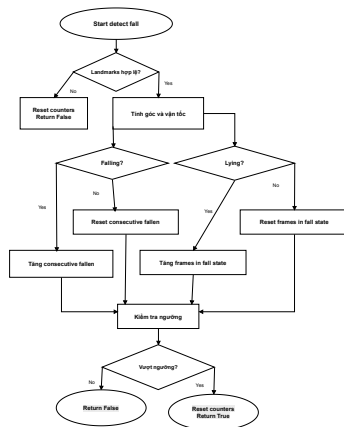 Start detect fall
Landmarks hợp lệ?
No
Yes
Reset counters
Return False
Tính góc và vận tốc
Falling?
Lying?
No
No
Yes
Yes
Reset consecutive fallen
Reset frames in fall state
Tăng consecutive fallen
Tăng frames in fall state
Kiểm tra ngưỡng
Vượt ngưỡng?
No
Yes
Return False
Reset counters
Return True